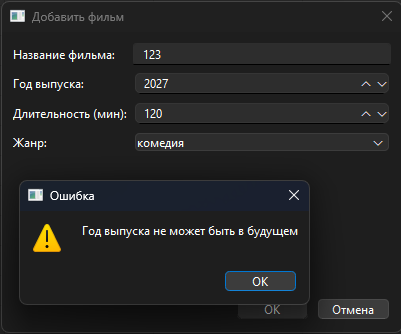 Добавить фильм
Название фильма: 123
Год выпуска: 2027
Длительность (мин): 120
Жанр: комедия
Ошибка
Год выпуска не может быть в будущем
OK
OK Отмена